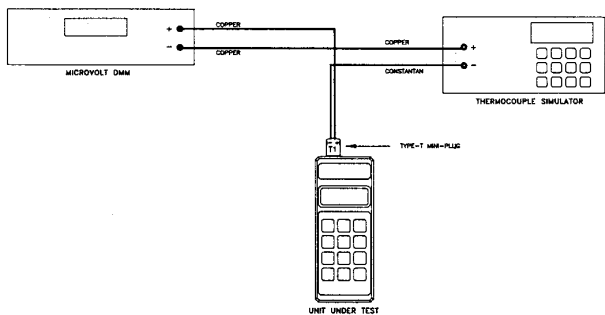 COPPER
+
COPPER
+
−
COPPER
−
CONSTANTAN
MICROVOLT DMM
THERMOCOUPLE SIMULATOR
T1
TYPE-T MINI-PLUG
UNIT UNDER TEST